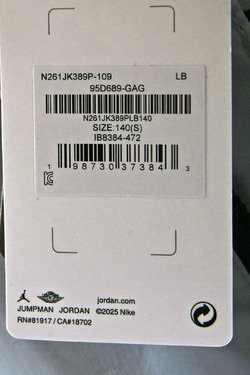 N261JK389P-109 LB
95D689-GAG
N261JK389PLB140
SIZE:140(S)
IB8384-472
1 98730 37384 3
jordan.com
JUMPMAN JORDAN ©2025 Nike
RN#81917 / CA#18702